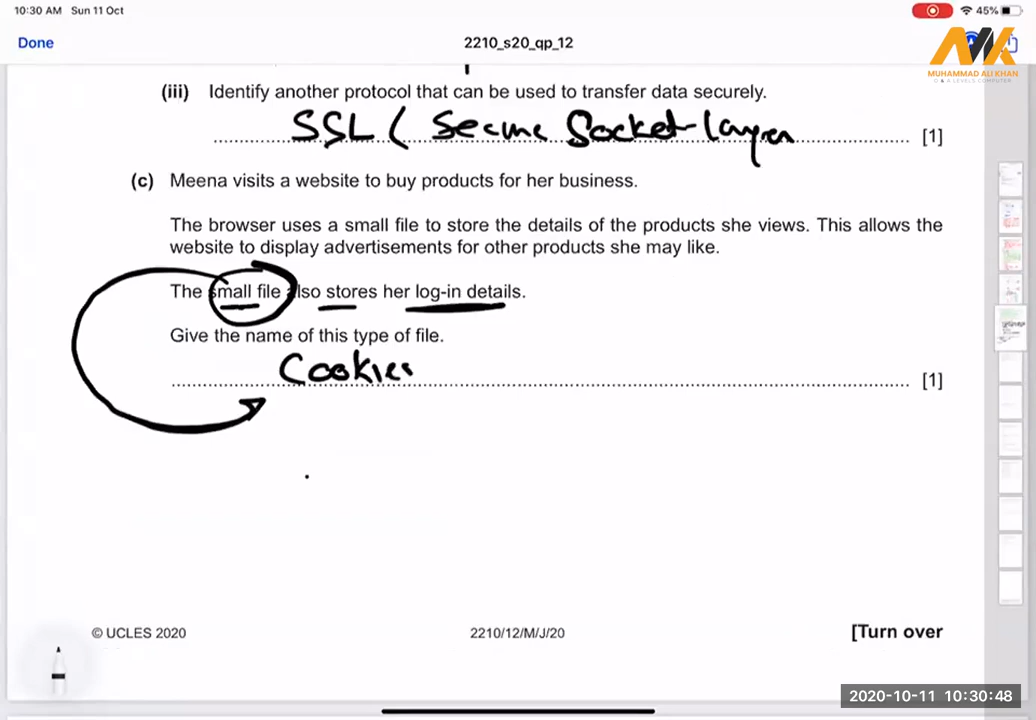 10:30 AM Sun 11 Oct
45%
Done
2210_s20_qp_12
MUHAMMAD ALI KHAN
O & A LEVELS COMPUTER
(iii) Identify another protocol that can be used to transfer data securely.
SSL ( Secure Socket layer
[1]
(c) Meena visits a website to buy products for her business.
The browser uses a small file to store the details of the products she views. This allows the
website to display advertisements for other products she may like.
The small file also stores her log-in details.
Give the name of this type of file.
Cookies
[1]
© UCLES 2020
2210/12/M/J/20
[Turn over
2020-10-11 10:30:48